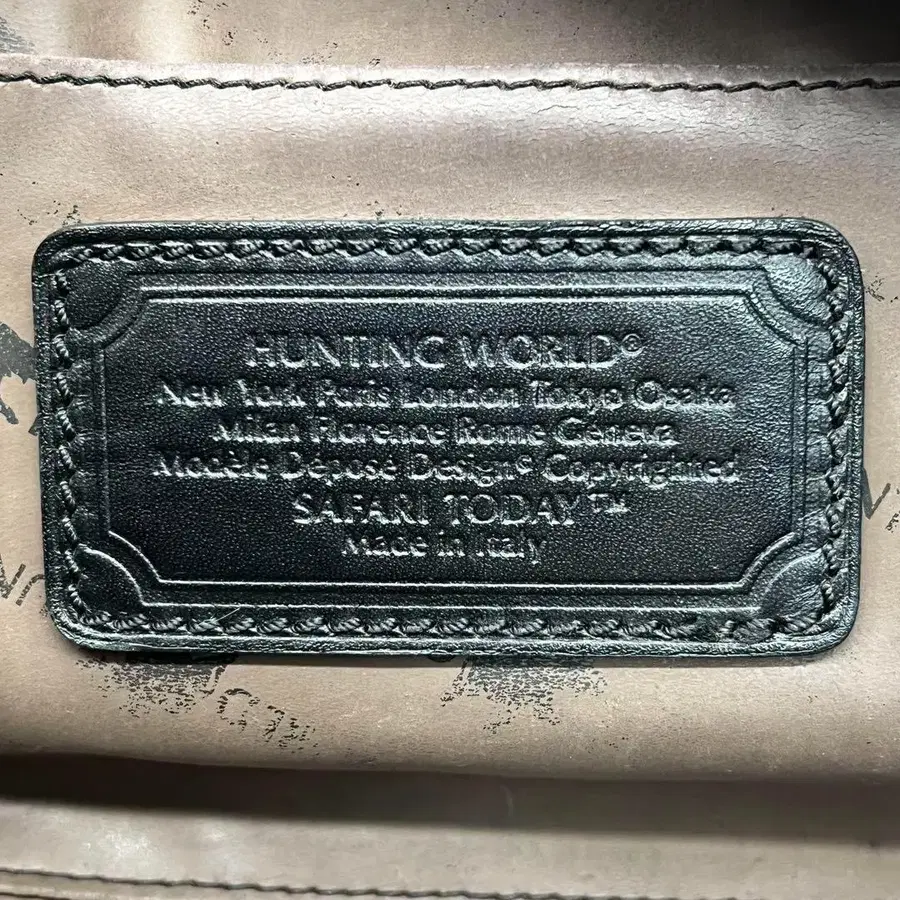 HUNTING WORLD®
New York Paris London Tokyo Osaka
Milan Florence Rome Geneva
Modèle Déposé Design© Copyrighted
SAFARI TODAY™
Made in Italy